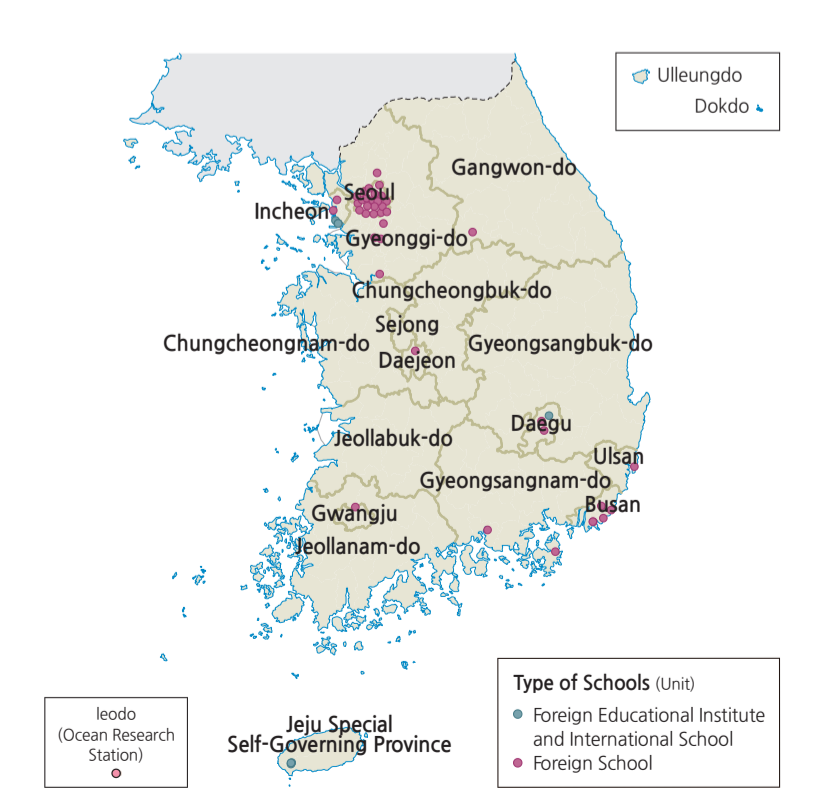 Ulleungdo
Dokdo
Gangwon-do
Seoul
Incheon
Gyeonggi-do
Chungcheongbuk-do
Sejong
Chungcheongnam-do
Gyeongsangbuk-do
Daejeon
Daegu
Jeollabuk-do
Ulsan
Gyeongsangnam-do
Busan
Gwangju
Jeollanam-do
Type of Schools (Unit)
Foreign Educational Institute
and International School
Foreign School
Ieodo
(Ocean Research
Station)
Jeju Special
Self-Governing Province